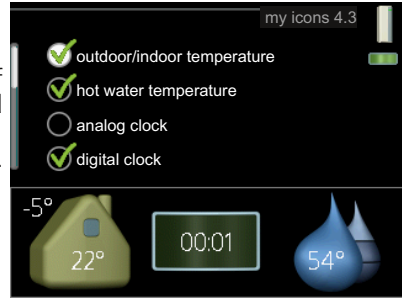 my icons 4.3
outdoor/indoor temperature
hot water temperature
analog clock
digital clock
-5°
22°
00:01
54°